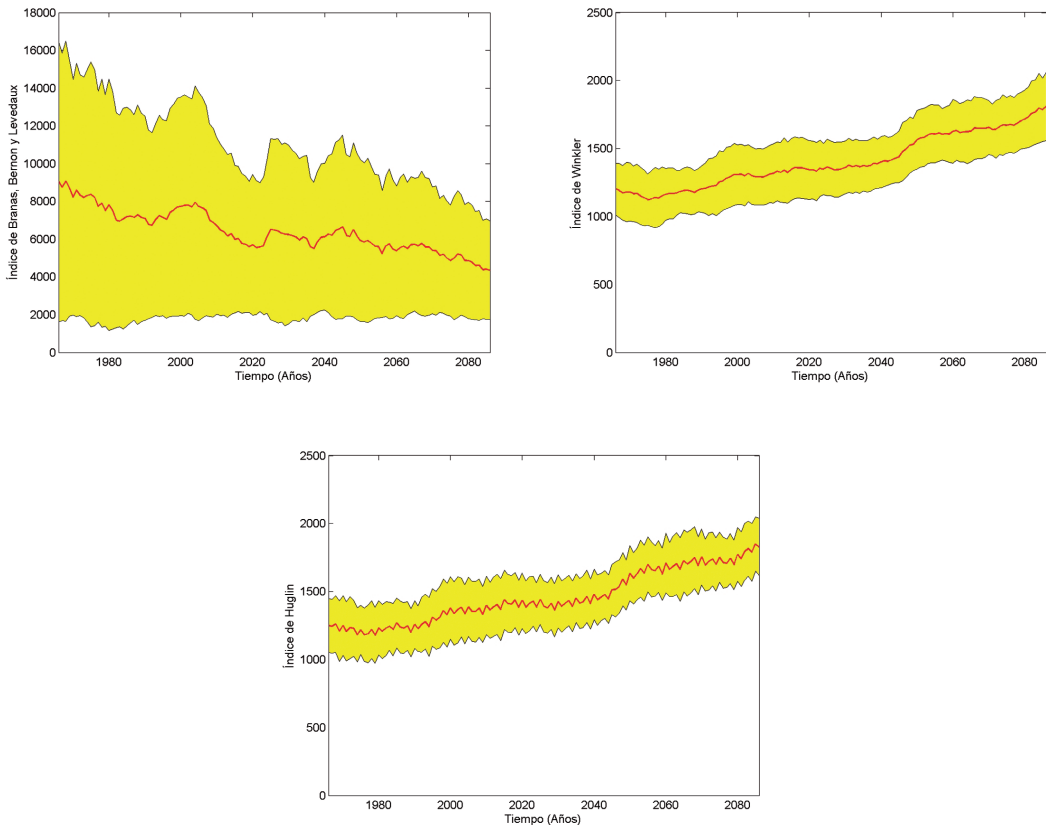 18000
16000
14000
12000
10000
8000
6000
4000
2000
0
Índice de Branas, Bernon y Levedaux
1980 2000 2020 2040 2060 2080
Tiempo (Años)
2500
2000
1500
1000
500
0
Índice de Winkler
1980 2000 2020 2040 2060 2080
Tiempo (Años)
2500
2000
1500
1000
500
0
Índice de Huglin
1980 2000 2020 2040 2060 2080
Tiempo (Años)